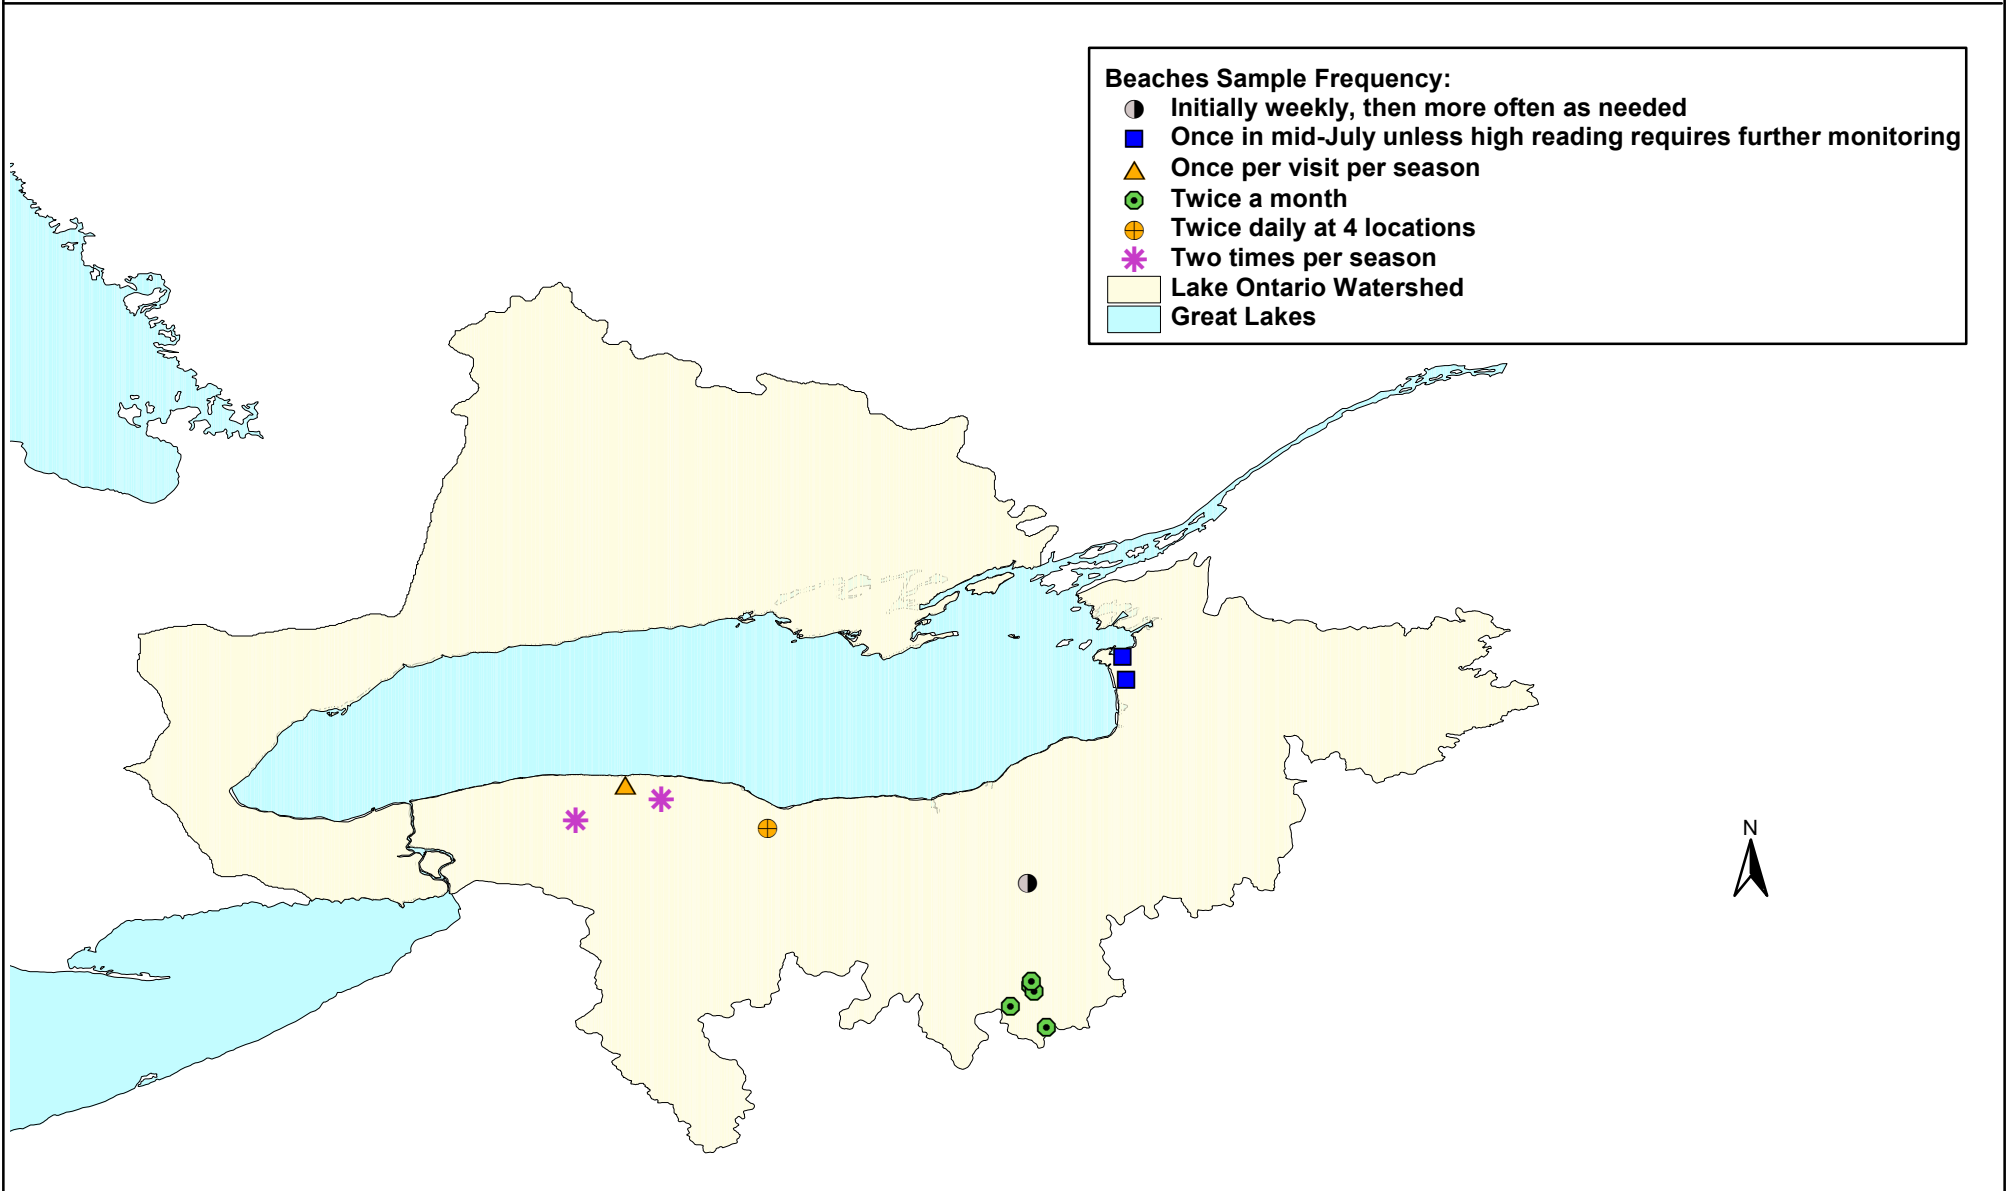 Beaches Sample Frequency:
Initially weekly, then more often as needed
Once in mid-July unless high reading requires further monitoring
Once per visit per season
Twice a month
Twice daily at 4 locations
Two times per season
Lake Ontario Watershed
Great Lakes
N